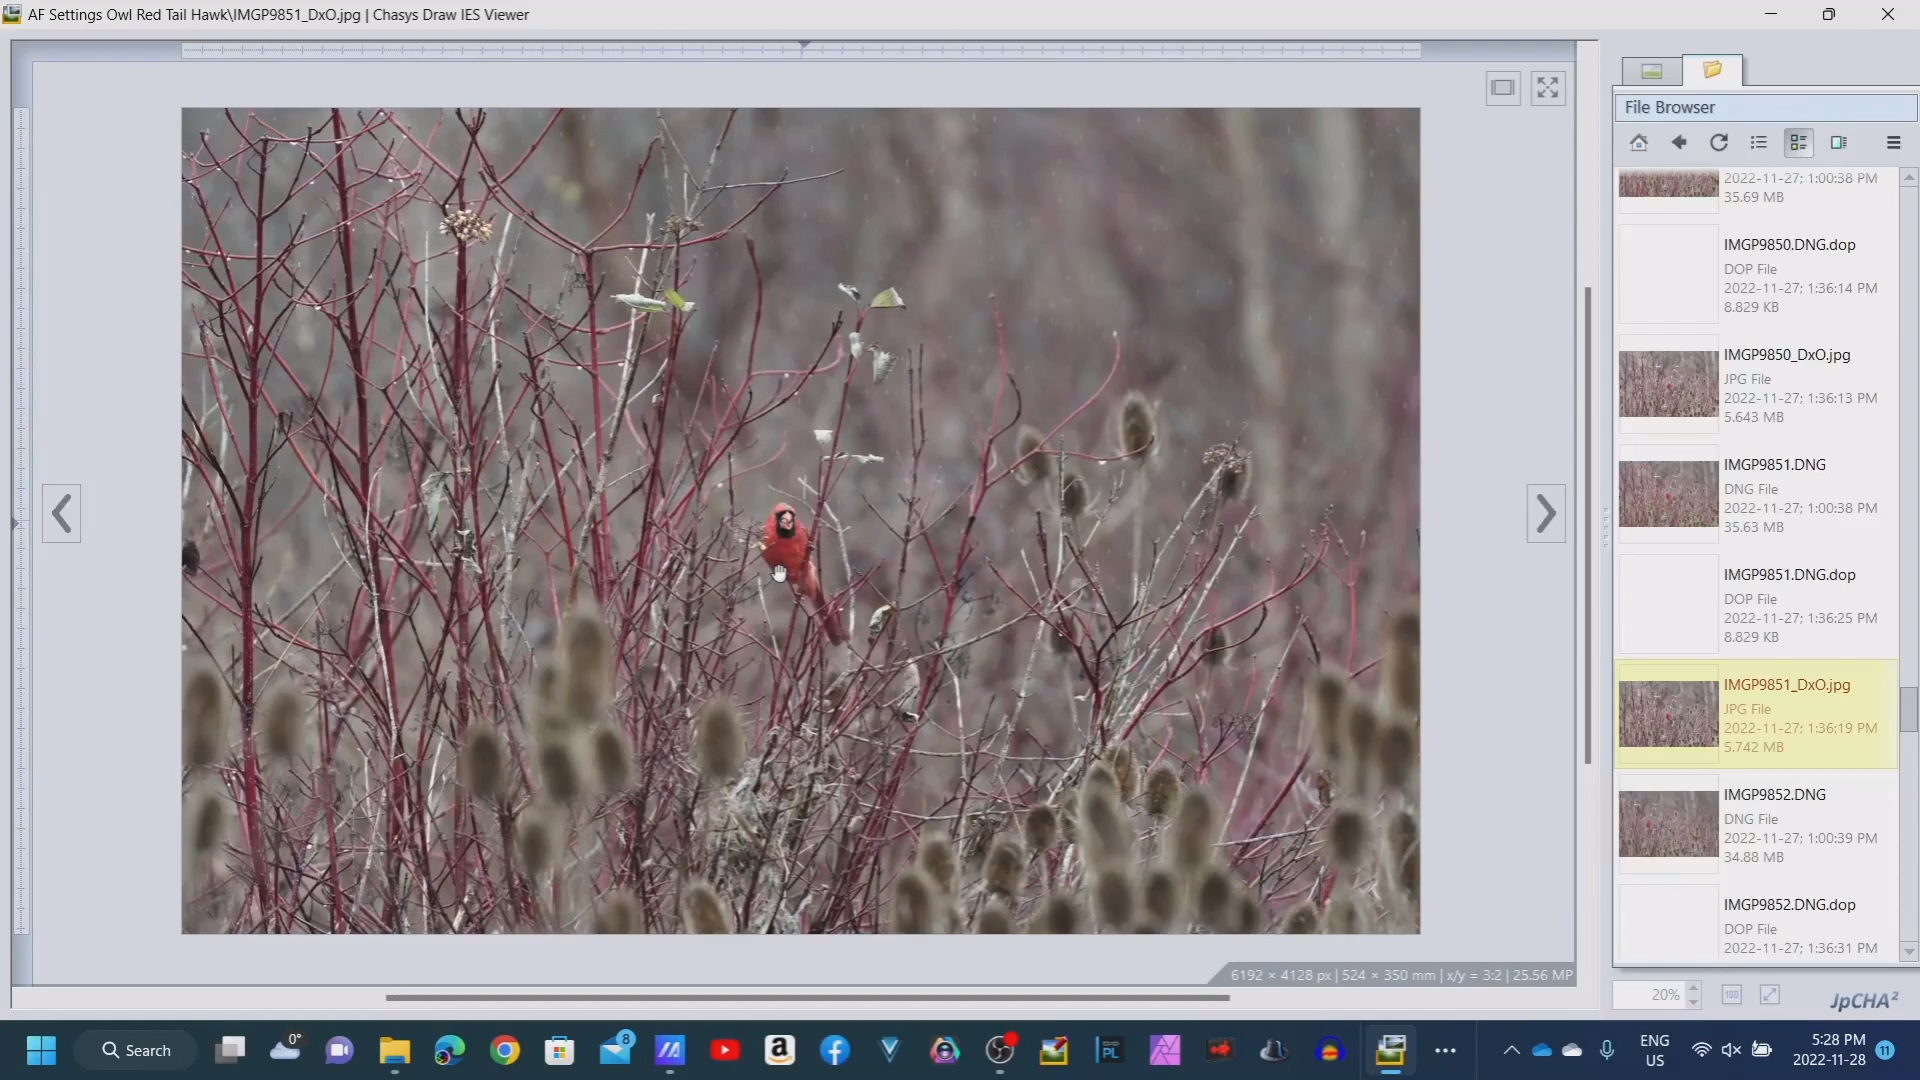 AF Settings Owl Red Tail Hawk\IMGP9851_DxO.jpg | Chasys Draw IES Viewer
File Browser
2022-11-27; 1:00:38 PM
35.69 MB
IMGP9850.DNG.dop
DOP File
2022-11-27; 1:36:14 PM
8.829 KB
IMGP9850_DxO.jpg
JPG File
2022-11-27; 1:36:13 PM
5.643 MB
IMGP9851.DNG
DNG File
2022-11-27; 1:00:38 PM
35.63 MB
IMGP9851.DNG.dop
DOP File
2022-11-27; 1:36:25 PM
8.829 KB
IMGP9851_DxO.jpg
JPG File
2022-11-27; 1:36:19 PM
5.742 MB
IMGP9852.DNG
DNG File
2022-11-27; 1:00:39 PM
34.88 MB
IMGP9852.DNG.dop
DOP File
2022-11-27; 1:36:31 PM
6192 × 4128 px | 524 × 350 mm | x/y = 3:2 | 25.56 MP
20%
100
JpCHA²
Search
0°
8
PL
ENG
US
5:28 PM
2022-11-28
11